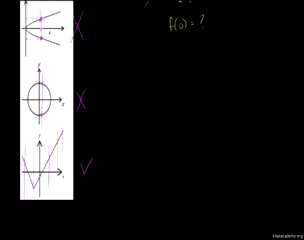 f(0) = ?
x
y
x
y
x
khanacademy.org